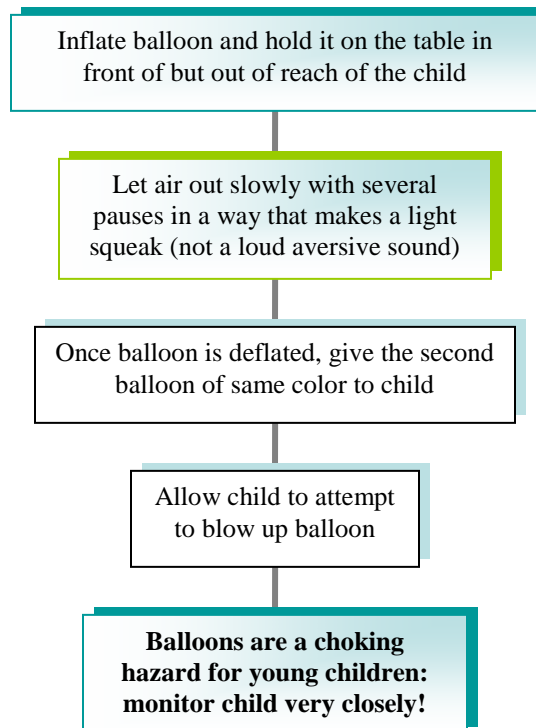 Inflate balloon and hold it on the table in
front of but out of reach of the child
Let air out slowly with several
pauses in a way that makes a light
squeak (not a loud aversive sound)
Once balloon is deflated, give the second
balloon of same color to child
Allow child to attempt
to blow up balloon
Balloons are a choking
hazard for young children:
monitor child very closely!